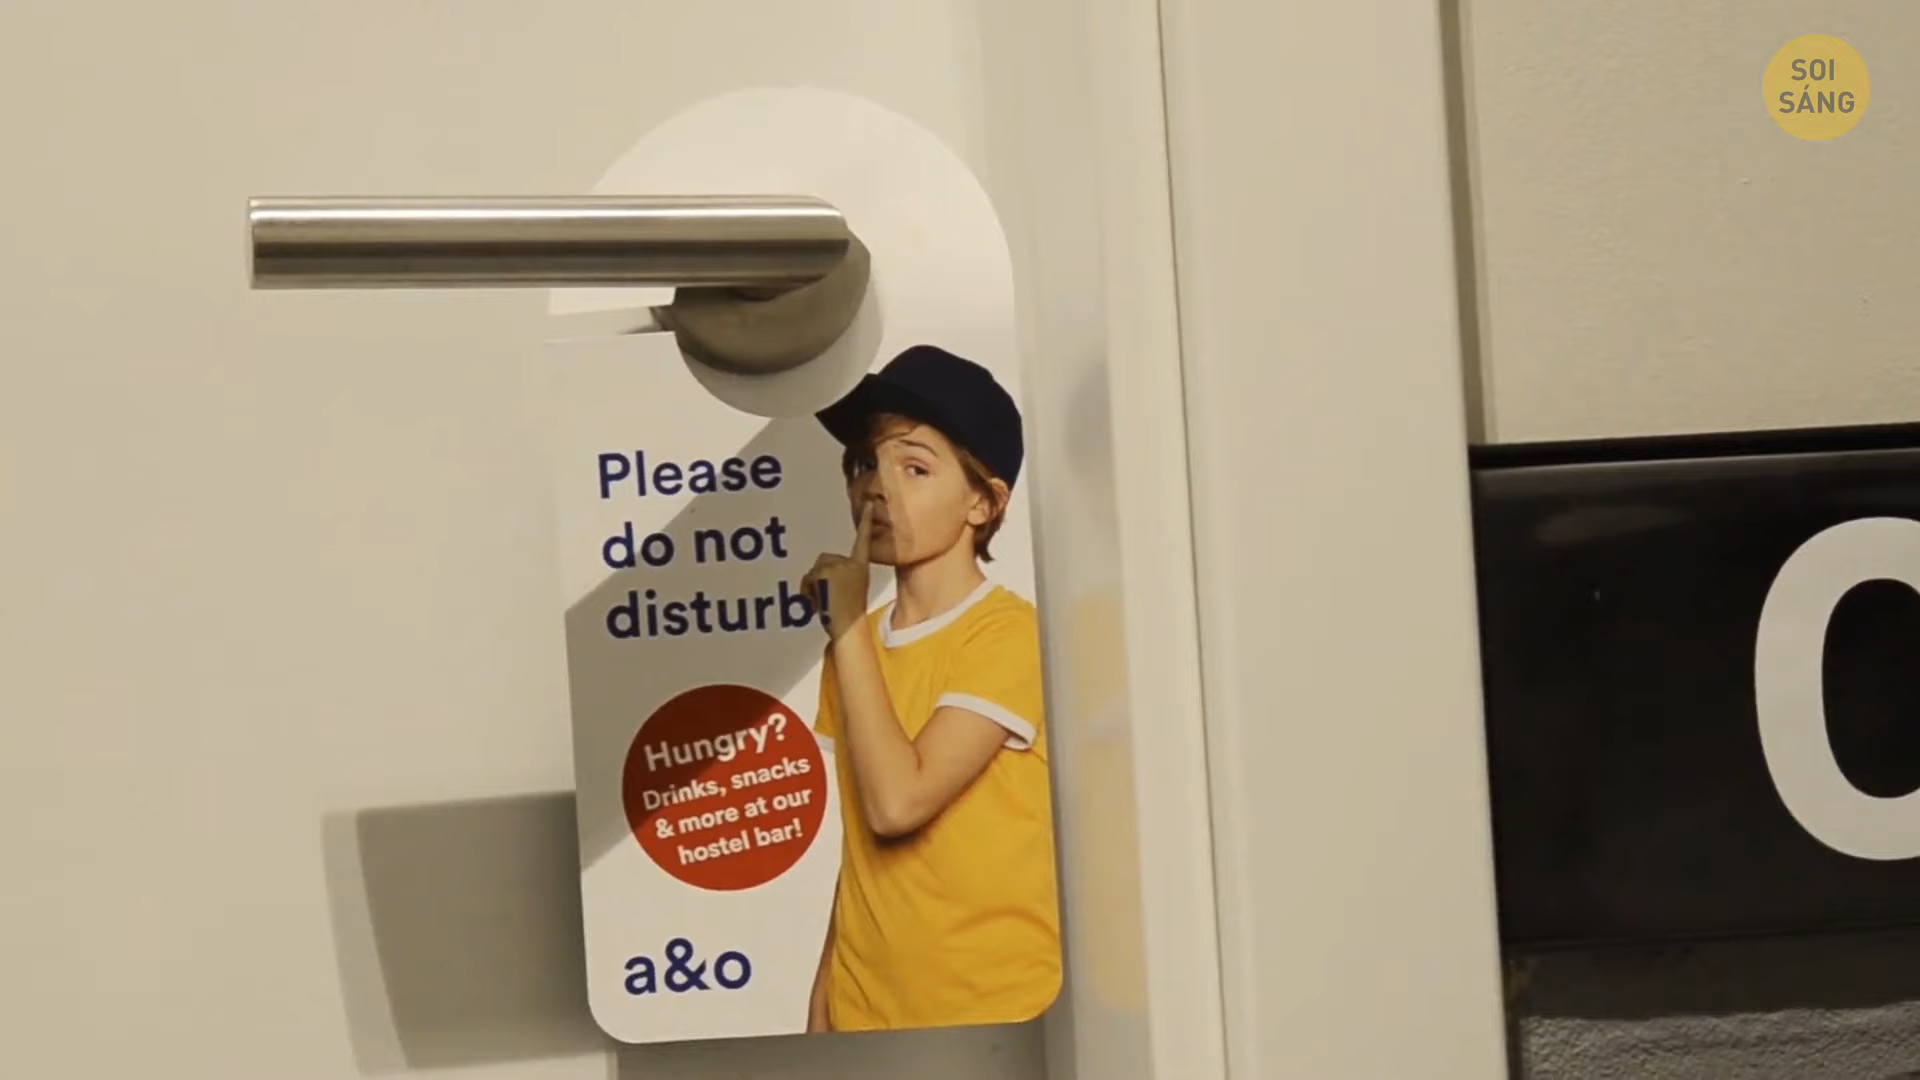 SOI
SÁNG
Please
do not
disturb!
Hungry?
Drinks, snacks
& more at our
hostel bar!
a&o